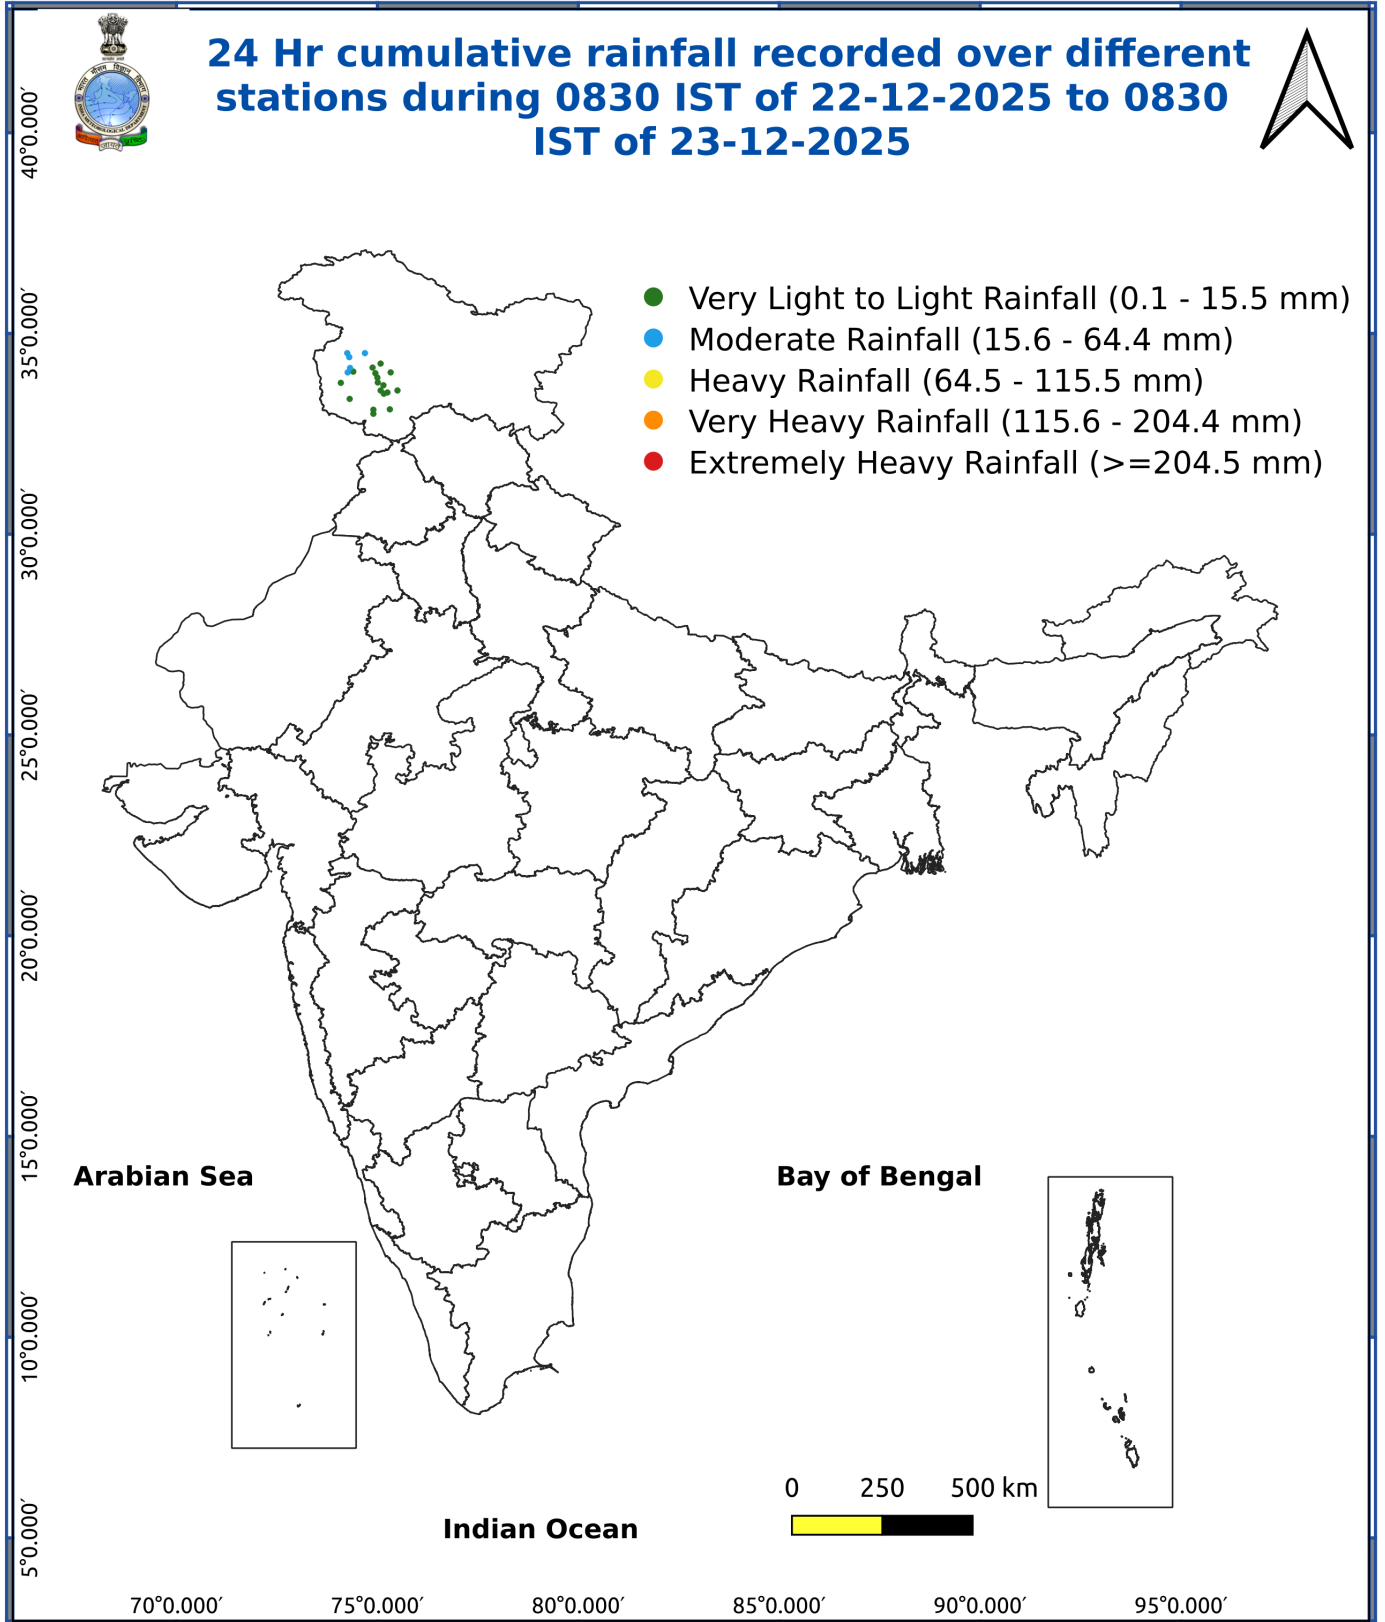 24 Hr cumulative rainfall recorded over different
stations during 0830 IST of 22-12-2025 to 0830
IST of 23-12-2025
Very Light to Light Rainfall (0.1 - 15.5 mm)
Moderate Rainfall (15.6 - 64.4 mm)
Heavy Rainfall (64.5 - 115.5 mm)
Very Heavy Rainfall (115.6 - 204.4 mm)
Extremely Heavy Rainfall (>=204.5 mm)
40°0.000′
35°0.000′
30°0.000′
25°0.000′
20°0.000′
15°0.000′
10°0.000′
5°0.000′
Arabian Sea
Bay of Bengal
Indian Ocean
0 250 500 km
70°0.000′ 75°0.000′ 80°0.000′ 85°0.000′ 90°0.000′ 95°0.000′